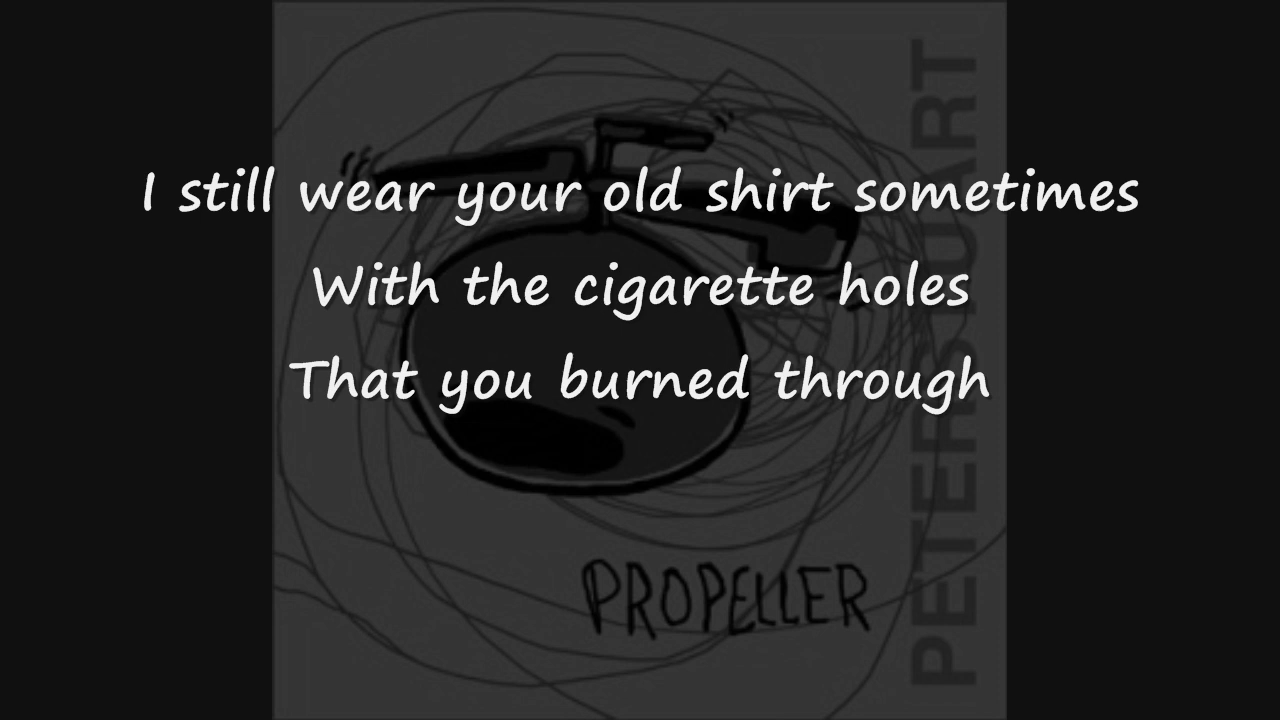 I still wear your old shirt sometimes
With the cigarette holes
That you burned through
PROPELLER
PETER STUART